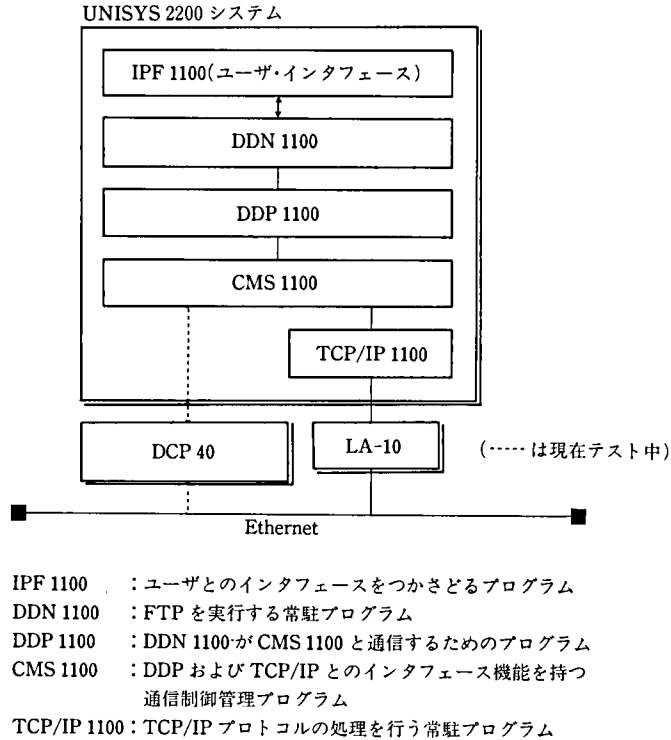 UNISYS 2200 システム
IPF 1100(ユーザ・インタフェース)
DDN 1100
DDP 1100
CMS 1100
TCP/IP 1100
DCP 40
LA-10
(----- は現在テスト中)
Ethernet
IPF 1100 :ユーザとのインタフェースをつかさどるプログラム
DDN 1100 :FTP を実行する常駐プログラム
DDP 1100 :DDN 1100 が CMS 1100 と通信するためのプログラム
CMS 1100 :DDP および TCP/IP とのインタフェース機能を持つ
通信制御管理プログラム
TCP/IP 1100:TCP/IP プロトコルの処理を行う常駐プログラム